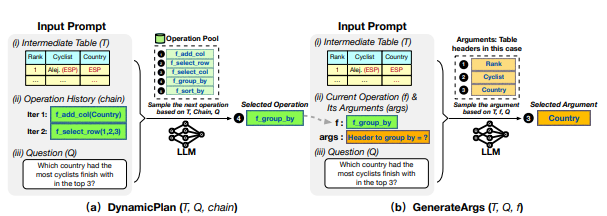 Input Prompt
(i) Intermediate Table (T)
Rank Cyclist Country
1 Alej. (ESP) ESP
... ... ...
(ii) Operation History (chain)
Iter 1: f_add_col(Country)
Iter 2: f_select_row(1,2,3)
(iii) Question (Q)
Which country had the
most cyclists finish with
in the top 3?
Operation Pool
1 f_add_col
2 f_select_row
3 f_select_col
4 f_group_by
5 f_sort_by
Sample the next operation
based on T, Chain, Q
LLM
Selected Operation
4 f_group_by
(a) DynamicPlan (T, Q, chain)
Input Prompt
(i) Intermediate Table (T)
Rank Cyclist Country
1 Alej. (ESP) ESP
... ... ...
(ii) Current Operation (f) &
Its Arguments (args)
f : f_group_by
args : Header to group by = ?
(iii) Question (Q)
Which country had the
most cyclists finish with
in the top 3?
Arguments: Table
headers in this case
1 Rank
2 Cyclist
3 Country
Sample the argument
based on T, f, Q
LLM
Selected Argument
3 Country
(b) GenerateArgs (T, Q, f)